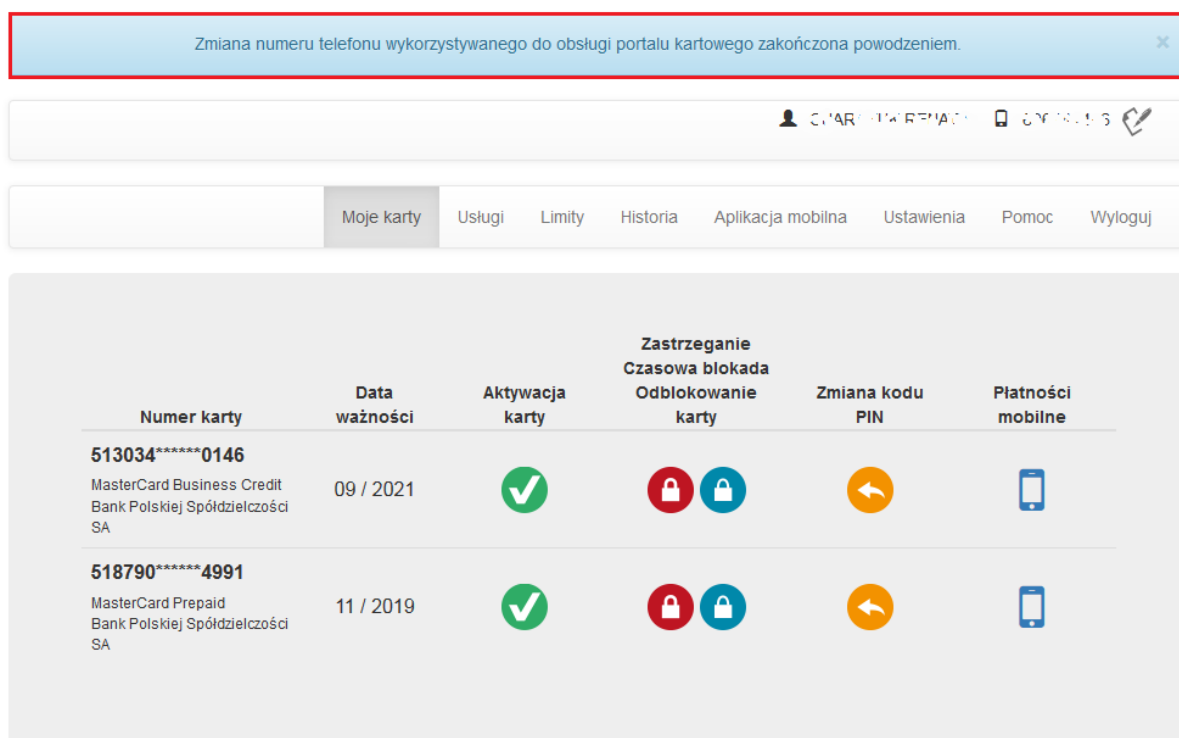 Zmiana numeru telefonu wykorzystywanego do obsługi portalu kartowego zakończona powodzeniem.
Moje karty Usługi Limity Historia Aplikacja mobilna Ustawienia Pomoc Wyloguj
Zastrzeganie
Czasowa blokada
Data Aktywacja Odblokowanie Zmiana kodu Płatności
Numer karty ważności karty karty PIN mobilne
513034******0146
MasterCard Business Credit
Bank Polskiej Spółdzielczości
SA
09 / 2021
518790******4991
MasterCard Prepaid
Bank Polskiej Spółdzielczości
SA
11 / 2019